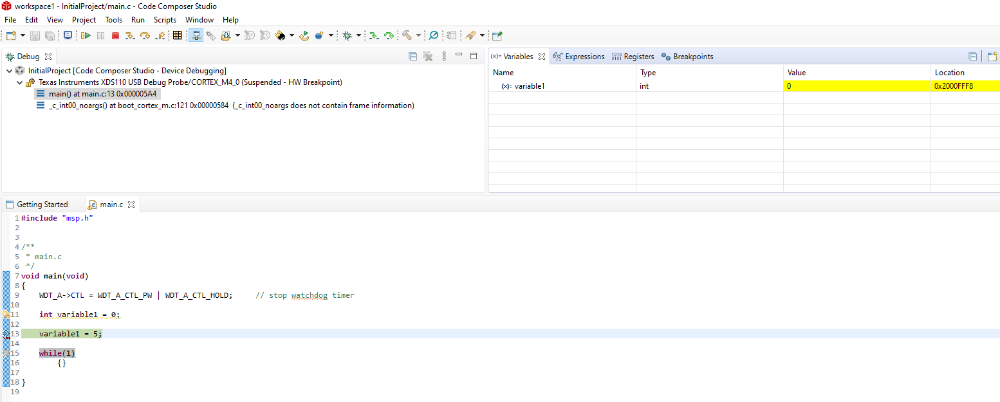 workspace1 - InitialProject/main.c - Code Composer Studio
File Edit View Project Tools Run Scripts Window Help
Debug
InitialProject [Code Composer Studio - Device Debugging]
Texas Instruments XDS110 USB Debug Probe/CORTEX_M4_0 (Suspended - HW Breakpoint)
main() at main.c:13 0x000005A4
_c_int00_noargs() at boot_cortex_m.c:121 0x00000584 (_c_int00_noargs does not contain frame information)
(x)= Variables Expressions 1010 0101 Registers Breakpoints
Name Type Value Location
(x)= variable1 int 0 0x2000FFF8
Getting Started main.c
1 #include "msp.h"
2
3
4 /**
5 * main.c
6 */
7 void main(void)
8 {
9 WDT_A->CTL = WDT_A_CTL_PW | WDT_A_CTL_HOLD; // stop watchdog timer
10
11 int variable1 = 0;
12
13 variable1 = 5;
14
15 while(1)
16 {}
17
18 }
19